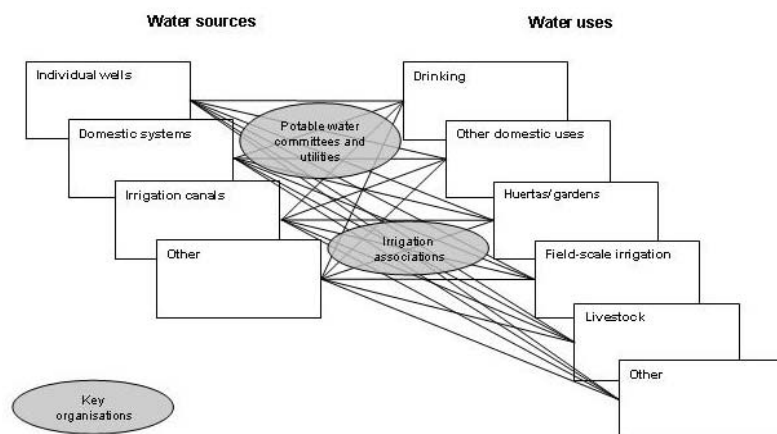 Water sources
Water uses
Individual wells
Domestic systems
Irrigation canals
Other
Potable water
committees and
utilities
Irrigation
associations
Drinking
Other domestic uses
Huertas/gardens
Field-scale irrigation
Livestock
Other
Key
organisations